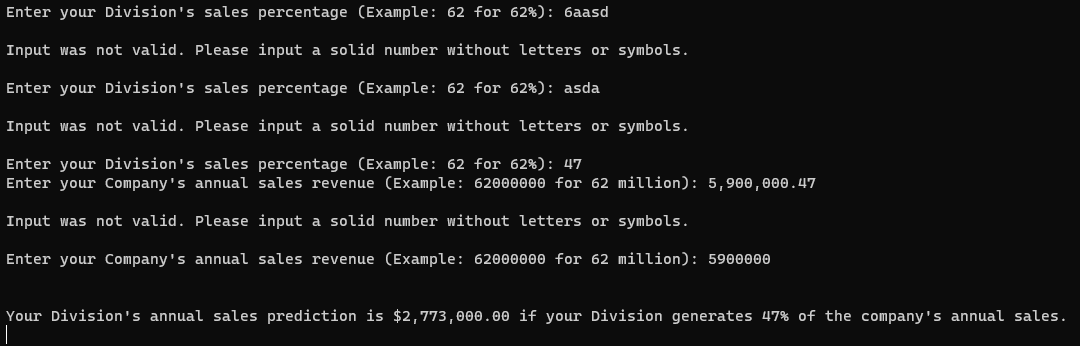 Enter your Division's sales percentage (Example: 62 for 62%): 6aasd
Input was not valid. Please input a solid number without letters or symbols.
Enter your Division's sales percentage (Example: 62 for 62%): asda
Input was not valid. Please input a solid number without letters or symbols.
Enter your Division's sales percentage (Example: 62 for 62%): 47
Enter your Company's annual sales revenue (Example: 62000000 for 62 million): 5,900,000.47
Input was not valid. Please input a solid number without letters or symbols.
Enter your Company's annual sales revenue (Example: 62000000 for 62 million): 5900000
Your Division's annual sales prediction is $2,773,000.00 if your Division generates 47% of the company's annual sales.